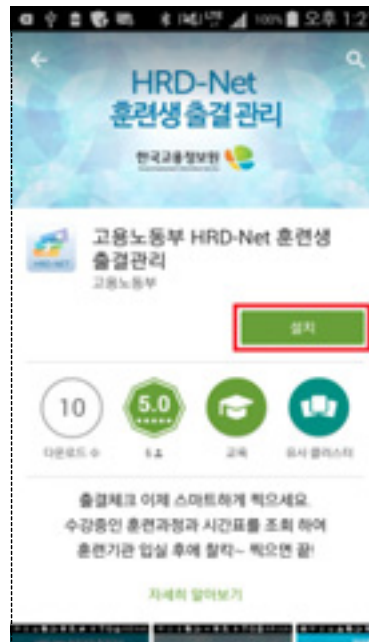 100% 오후 1:2
HRD-Net
훈련생 출결 관리
한국고용정보원
고용노동부 HRD-Net 훈련생
출결관리
고용노동부
설치
10
5.0
다운로드 수
6
교육
유사 콘텐츠
출결체크 이제 스마트하게 찍으세요.
수강중인 훈련과정과 시간표를 조회 하여
훈련기관 입실 후에 찰칵~ 찍으면 끝!
자세히 알아보기